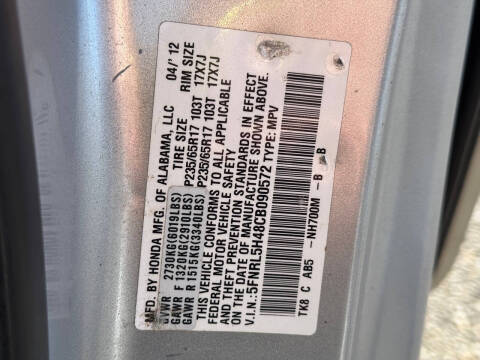 MFD. BY HONDA MFG. OF ALABAMA, LLC 04/'12
TIRE SIZE RIM SIZE
GVWR 2730KG(6019LBS)
GAWR F 1320KG(2910LBS) P235/65R17 103T 17X7J
GAWR R 1515KG(3340LBS) P235/65R17 103T 17X7J
THIS VEHICLE CONFORMS TO ALL APPLICABLE
FEDERAL MOTOR VEHICLE SAFETY
AND THEFT PREVENTION STANDARDS IN EFFECT
ON THE DATE OF MANUFACTURE SHOWN ABOVE.
V.I.N.: 5FNRL5H48CB090572 TYPE: MPV
TK8 C AB5 -NH700M -B B